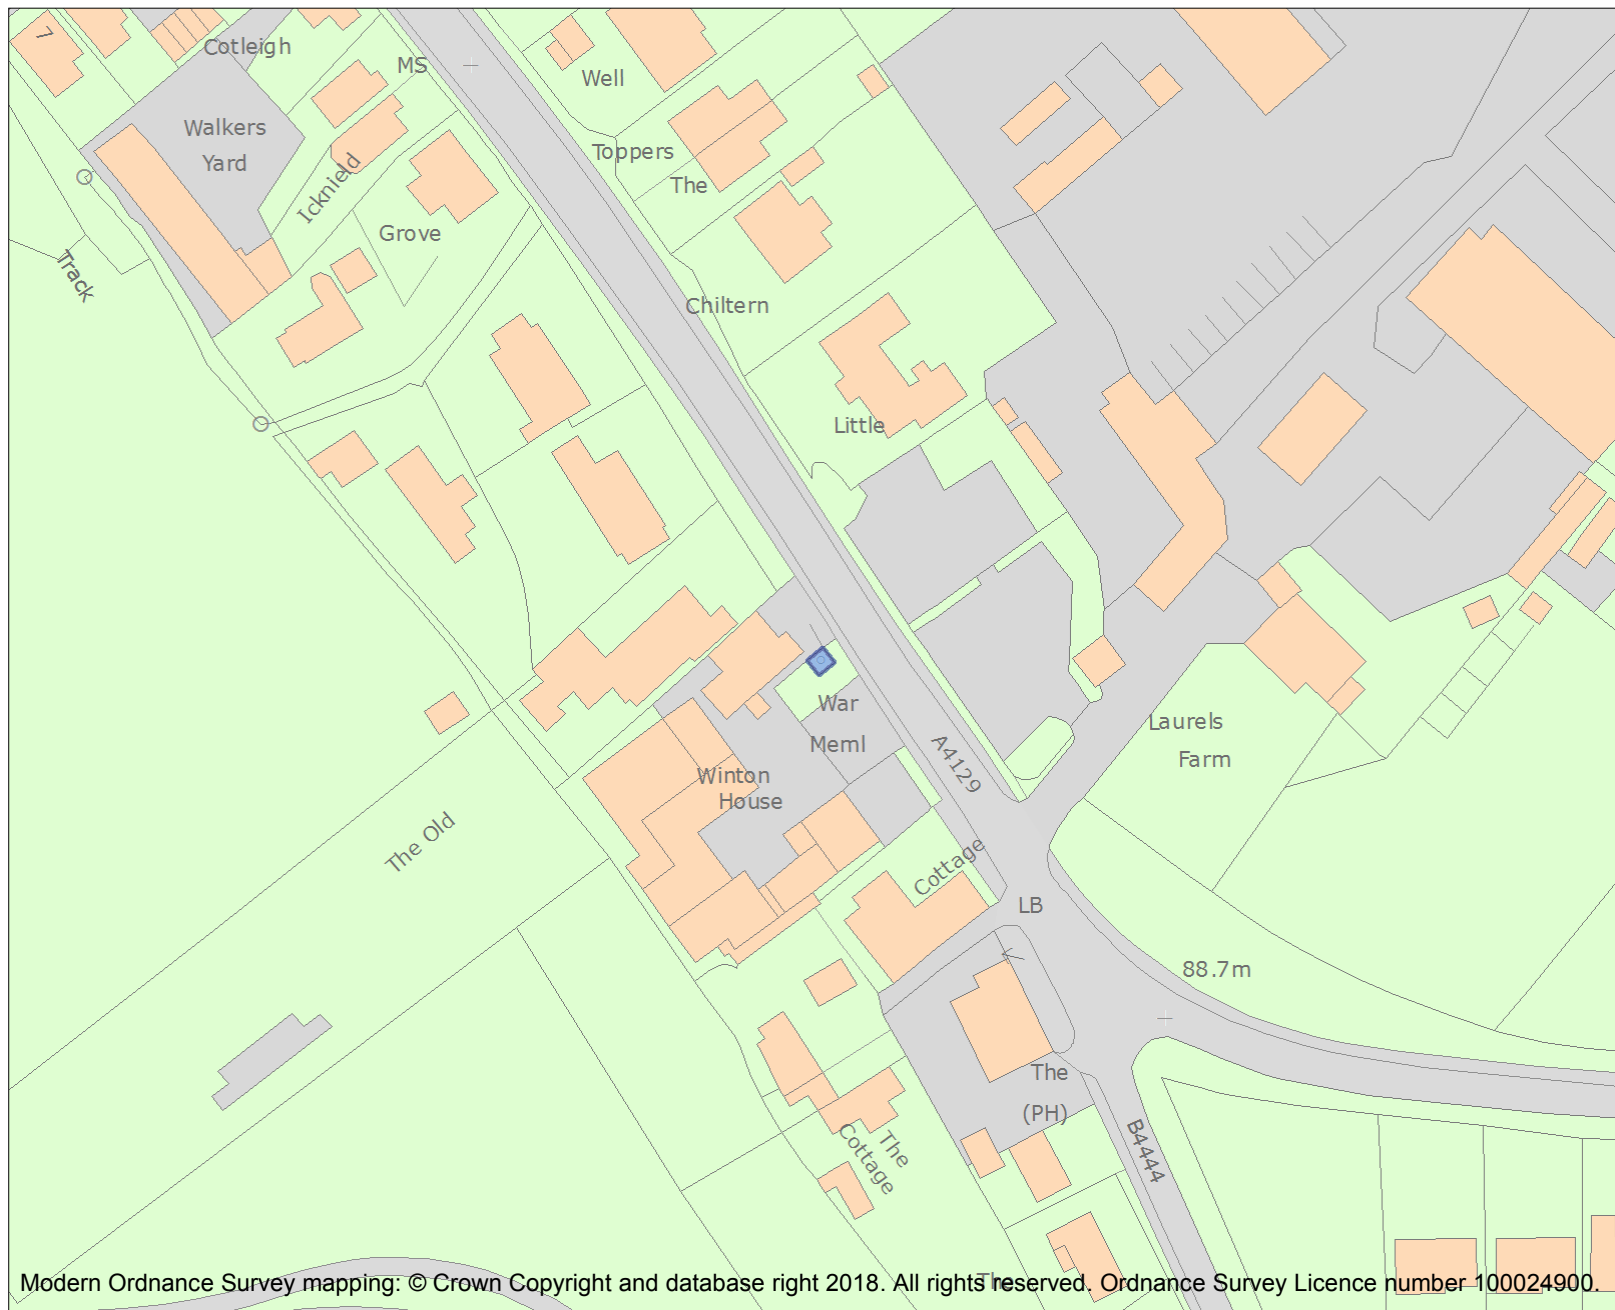 7
Cotleigh
MS
Well
Walkers
Yard
Toppers
The
Icknield
Grove
Track
Chiltern
Little
War
Meml
Laurels
Farm
A4129
Winton
House
The Old
Cottage
LB
88.7m
The
(PH)
The
Cottage
B4444
The
Modern Ordnance Survey mapping: © Crown Copyright and database right 2018. All rights reserved. Ordnance Survey Licence number 100024900.